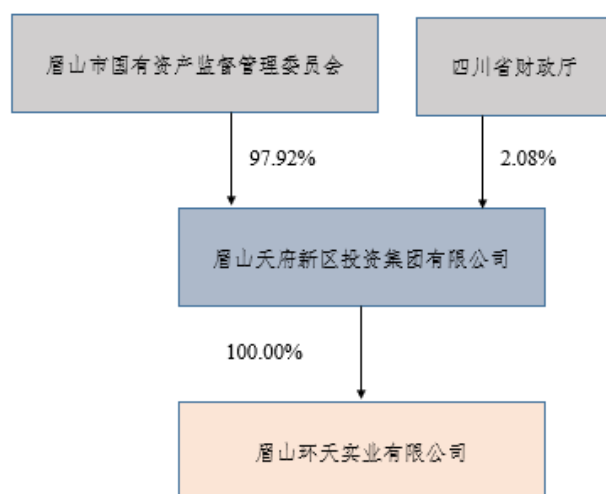 眉山市国有资产监督管理委员会
四川省财政厅
97.92%
2.08%
眉山天府新区投资集团有限公司
100.00%
眉山环天实业有限公司